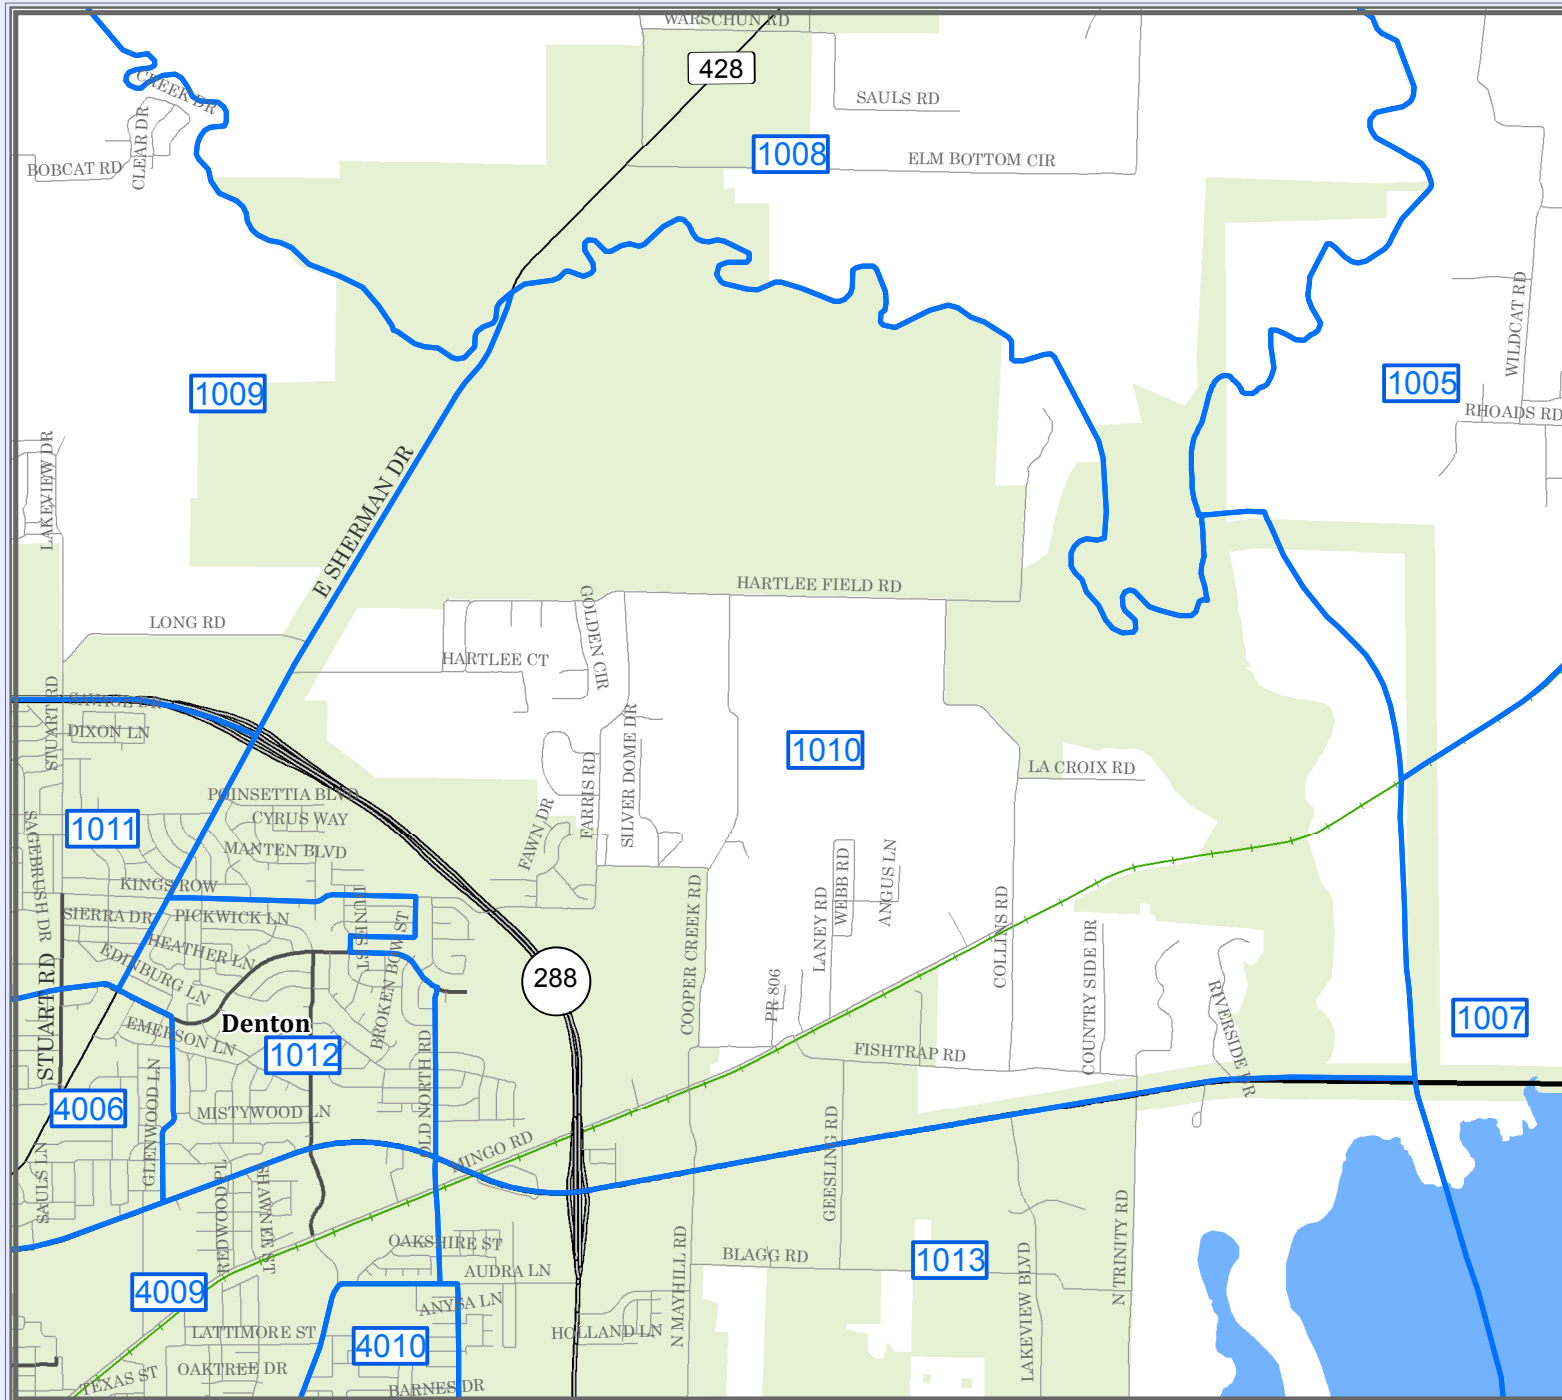 WARSCHUN RD
428
CREEK DR
SAULS RD
CLEAR DR
BOBCAT RD
1008
ELM BOTTOM CIR
WILDCAT RD
1009
1005
RHOADS RD
LAKEVIEW DR
E SHERMAN DR
HARTLEE FIELD RD
GOLDEN CIR
LONG RD
HARTLEE CT
STUART RD
SAVAGE DR
DIXON LN
SILVER DOME DR
1010
FARRIS RD
LA CROIX RD
POINSETTIA BLVD
CYRUS WAY
1011
SAGEBRUSH DR
FAWN DR
MANTEN BLVD
KINGS ROW
WEBB RD
ANGUS LN
SIERRA DR
PICKWICK LN
LANEY RD
COOPER CREEK RD
COLLINS RD
HEATHER LN
EDINBURG LN
BROKEN BOW ST
COUNTRY SIDE DR
288
STUART RD
PR 806
RIVERSIDE DR
1007
Denton
EMERSON LN
1012
FISHTRAP RD
4006
MISTYWOOD LN
GLENWOOD LN
OLD NORTH RD
MINGO RD
GEESLING RD
SAULS LN
REDWOOD PL
SHAWNEE ST
OAKSHIRE ST
AUDRA LN
BLAGG RD
1013
N MAYHILL RD
LAKEVIEW BLVD
N TRINITY RD
4009
ANYSA LN
LATTIMORE ST
4010
HOLLAND LN
TEXAS ST
OAKTREE DR
BARNES DR